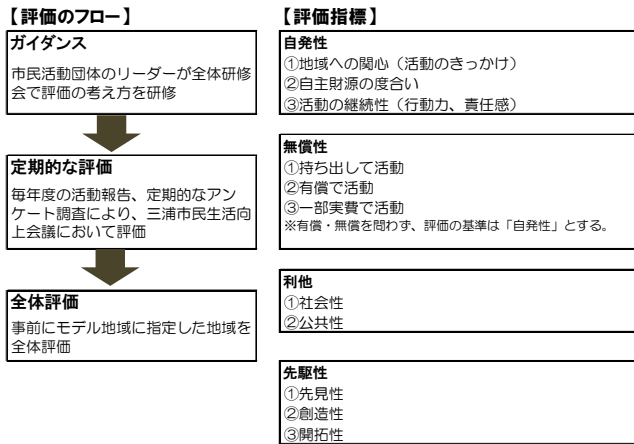 【評価のフロー】
ガイダンス
市民活動団体のリーダーが全体研修
会で評価の考え方を研修
定期的な評価
毎年度の活動報告、定期的なアン
ケート調査により、三浦市民生活向
上会議において評価
全体評価
事前にモデル地域に指定した地域を
全体評価
【評価指標】
自発性
①地域への関心（活動のきっかけ）
②自主財源の度合い
③活動の継続性（行動力、責任感）
無償性
①持ち出して活動
②有償で活動
③一部実費で活動
※有償・無償を問わず、評価の基準は「自発性」とする。
利他
①社会性
②公共性
先駆性
①先見性
②創造性
③開拓性